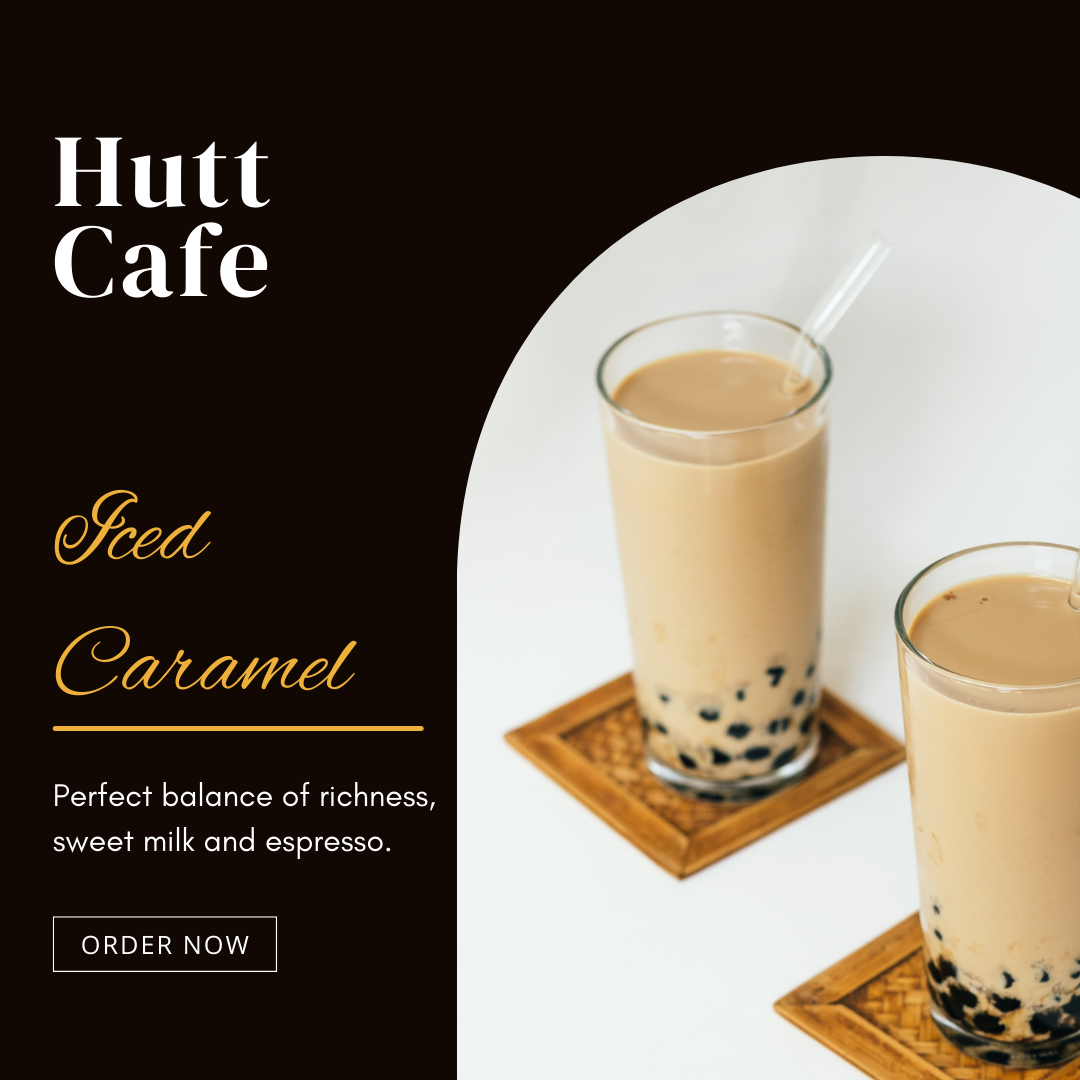 Hutt
Cafe
Iced
Caramel
Perfect balance of richness,
sweet milk and espresso.
ORDER NOW